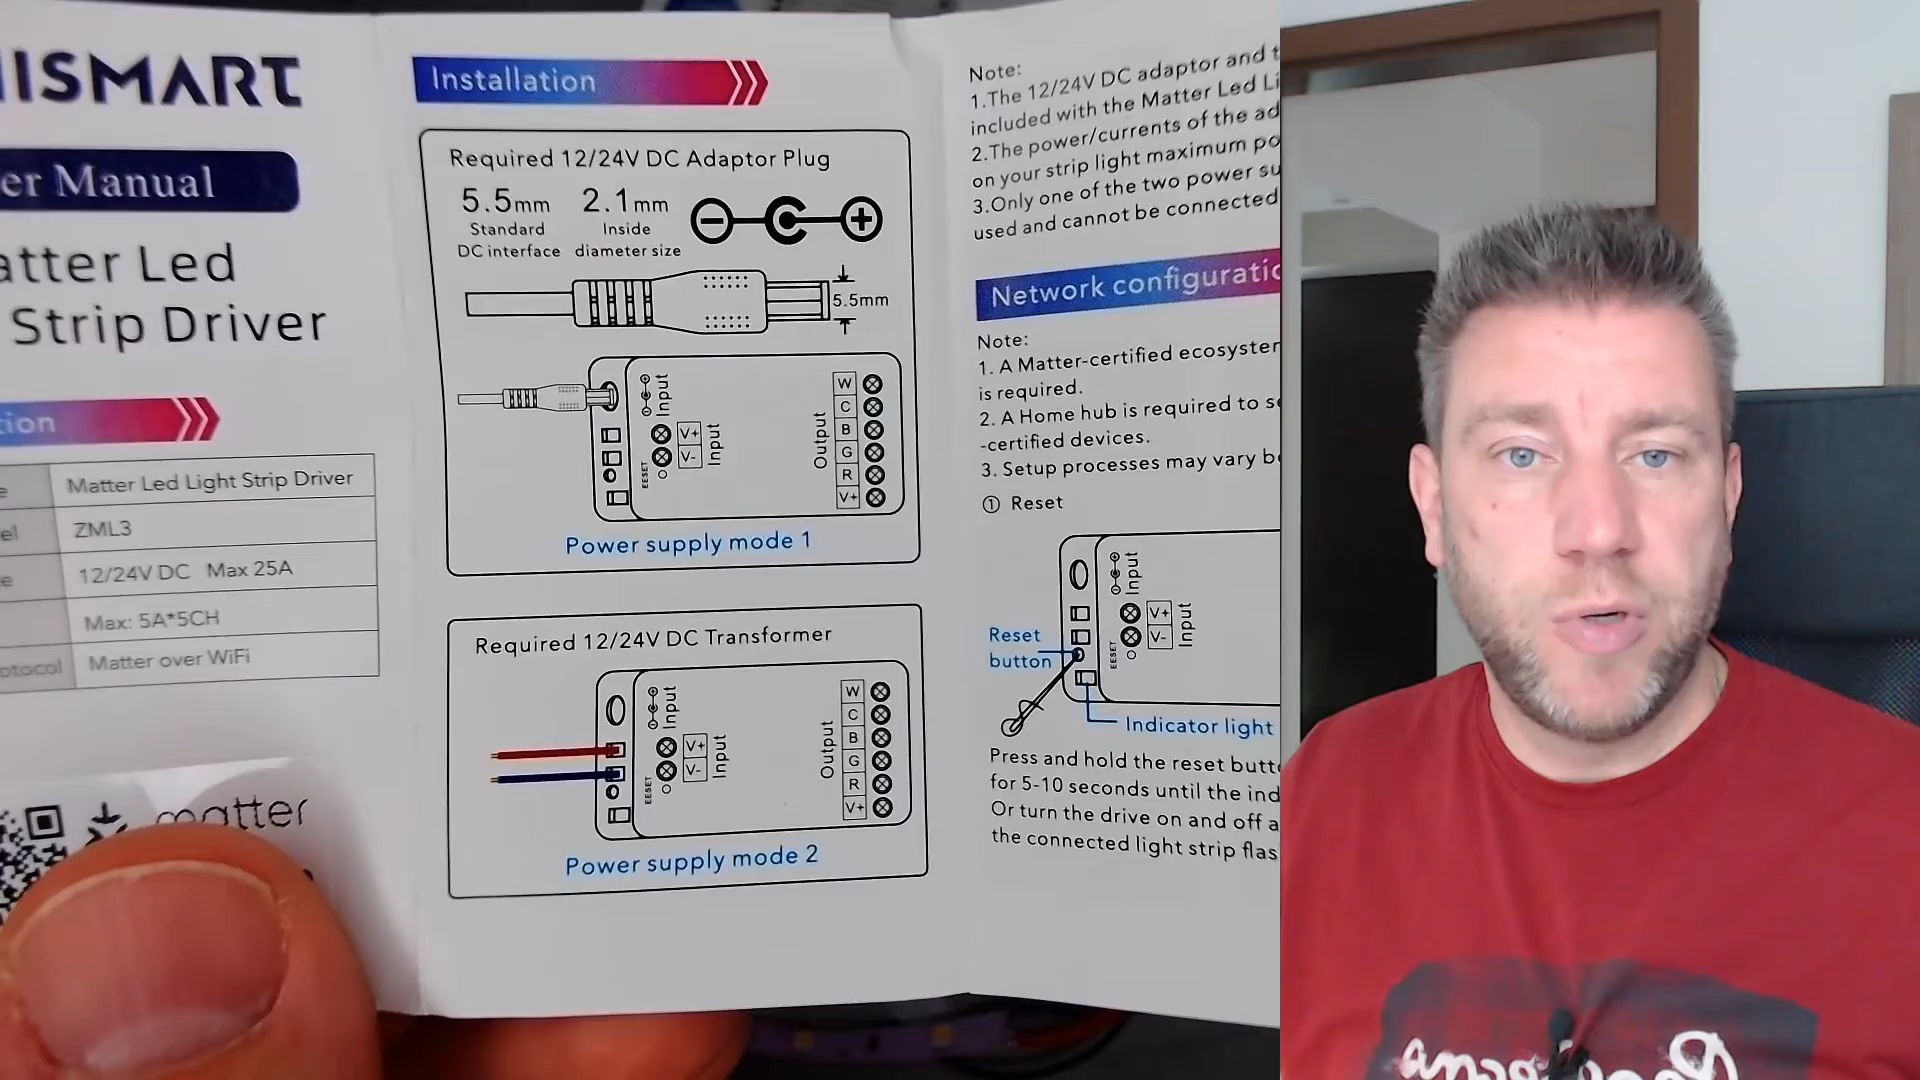 IISMART
er Manual
atter Led
Strip Driver
tion
e Matter Led Light Strip Driver
el ZML3
e 12/24V DC Max 25A
Max: 5A*5CH
otocol Matter over WiFi
matter
Installation
Required 12/24V DC Adaptor Plug
5.5mm 2.1mm
Standard Inside
DC interface diameter size
5.5mm
Input
V+
V-
Input
EESET
Output
W
C
B
G
R
V+
Power supply mode 1
Required 12/24V DC Transformer
Input
V+
V-
Input
EESET
Output
W
C
B
G
R
V+
Power supply mode 2
Note:
1.The 12/24V DC adaptor and t
included with the Matter Led Li
2.The power/currents of the ad
on your strip light maximum po
3.Only one of the two power su
used and cannot be connected
Network configuratic
Note:
1. A Matter-certified ecosyster
is required.
2. A Home hub is required to se
-certified devices.
3. Setup processes may vary be
① Reset
Input
V+
V-
Input
EESET
Reset
button
Indicator light
Press and hold the reset butto
for 5-10 seconds until the ind
Or turn the drive on and off a
the connected light strip flas